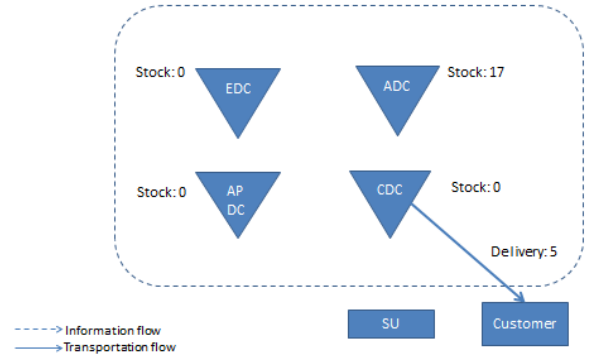 Stock: 0
EDC
ADC
Stock: 17
Stock: 0
AP
DC
CDC
Stock: 0
Delivery: 5
SU
Customer
Information flow
Transportation flow